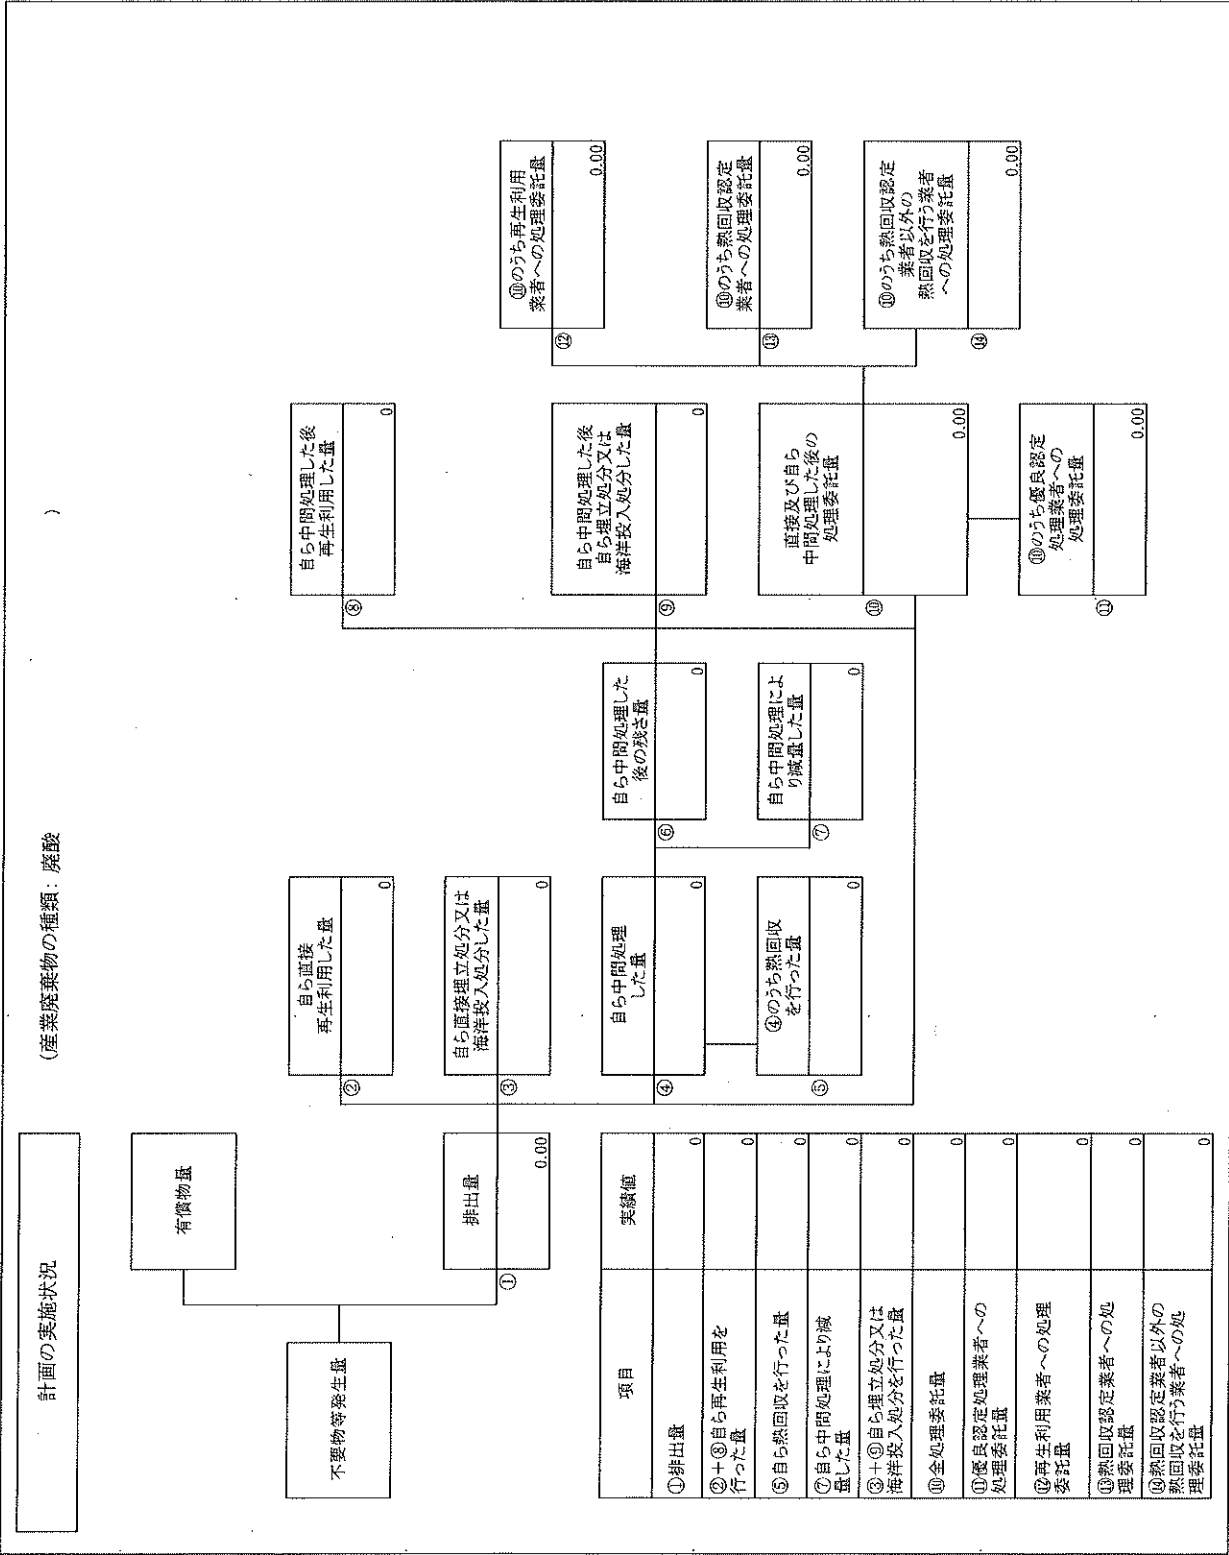 計画の実施状況
(産業廃棄物の種類：廃酸　　　　　)
不要物等発生量
有償物量
排出量
①
0.00
自ら直接
再生利用した量
②
0
自ら直接埋立処分又は
海洋投入処分した量
③
0
自ら中間処理
した量
④
0
④のうち熱回収
を行った量
⑤
0
自ら中間処理した
後の残さ量
⑥
0
自ら中間処理によ
り減量した量
⑦
0
自ら中間処理した後
再生利用した量
⑧
0
自ら中間処理した後
自ら埋立処分又は
海洋投入処分した量
⑨
0
直接及び自ら
中間処理した後の
処理委託量
⑩
0.00
⑩のうち優良認定
処理業者への
処理委託量
⑪
0.00
⑩のうち再生利用
業者への処理委託量
⑫
0.00
⑩のうち熱回収認定
業者への処理委託量
⑬
0.00
⑩のうち熱回収認定
業者以外の
熱回収を行う業者
への処理委託量
⑭
0.00
項目　実績値
①排出量　0
②＋⑧自ら再生利用を
行った量　0
⑤自ら熱回収を行った量　0
⑦自ら中間処理により減
量した量　0
③＋⑨自ら埋立処分又は
海洋投入処分を行った量　0
⑩全処理委託量　0
⑪優良認定処理業者への
処理委託量　0
⑫再生利用業者への処理
委託量　0
⑬熱回収認定業者への処
理委託量　0
⑭熱回収認定業者以外の
熱回収を行う業者への処
理委託量　0